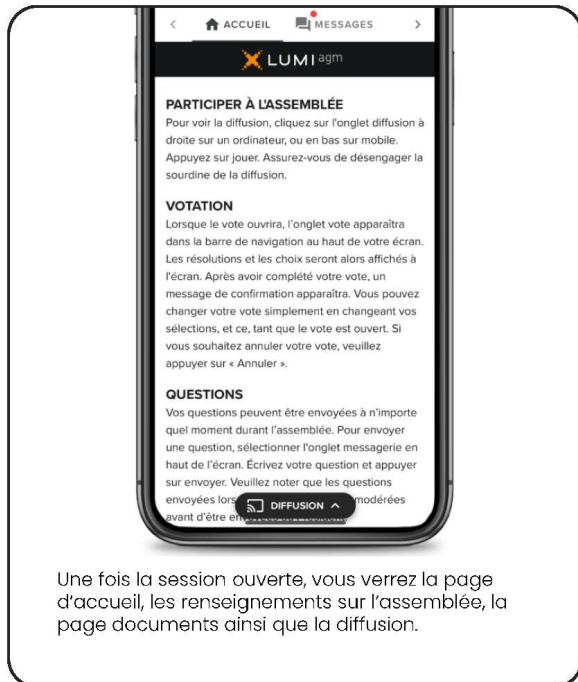 ACCUEIL MESSAGES
LUMI agm
PARTICIPER À L'ASSEMBLÉE
Pour voir la diffusion, cliquez sur l'onglet diffusion à
droite sur un ordinateur, ou en bas sur mobile.
Appuyez sur jouer. Assurez-vous de désengager la
sourdine de la diffusion.
VOTATION
Lorsque le vote ouvrira, l'onglet vote apparaîtra
dans la barre de navigation au haut de votre écran.
Les résolutions et les choix seront alors affichés à
l'écran. Après avoir complété votre vote, un
message de confirmation apparaîtra. Vous pouvez
changer votre vote simplement en changeant vos
sélections, et ce, tant que le vote est ouvert. Si
vous souhaitez annuler votre vote, veuillez
appuyer sur « Annuler ».
QUESTIONS
Vos questions peuvent être envoyées à n'importe
quel moment durant l'assemblée. Pour envoyer
une question, sélectionner l'onglet messagerie en
haut de l'écran. Écrivez votre question et appuyer
sur envoyer. Veuillez noter que les questions
envoyées lors modérées
DIFFUSION
avant d'être
Une fois la session ouverte, vous verrez la page
d'accueil, les renseignements sur l'assemblée, la
page documents ainsi que la diffusion.